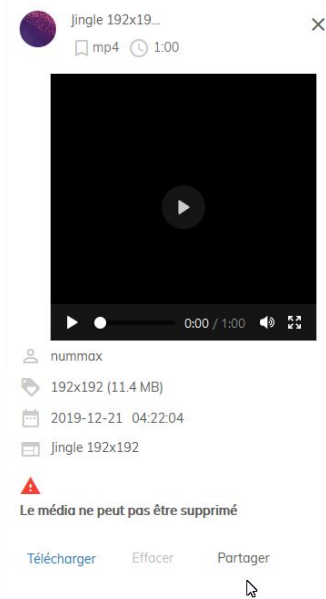 Jingle 192x19...
mp4 1:00
0:00 / 1:00
nummax
192x192 (11.4 MB)
2019-12-21 04:22:04
Jingle 192x192
Le média ne peut pas être supprimé
Télécharger Effacer Partager